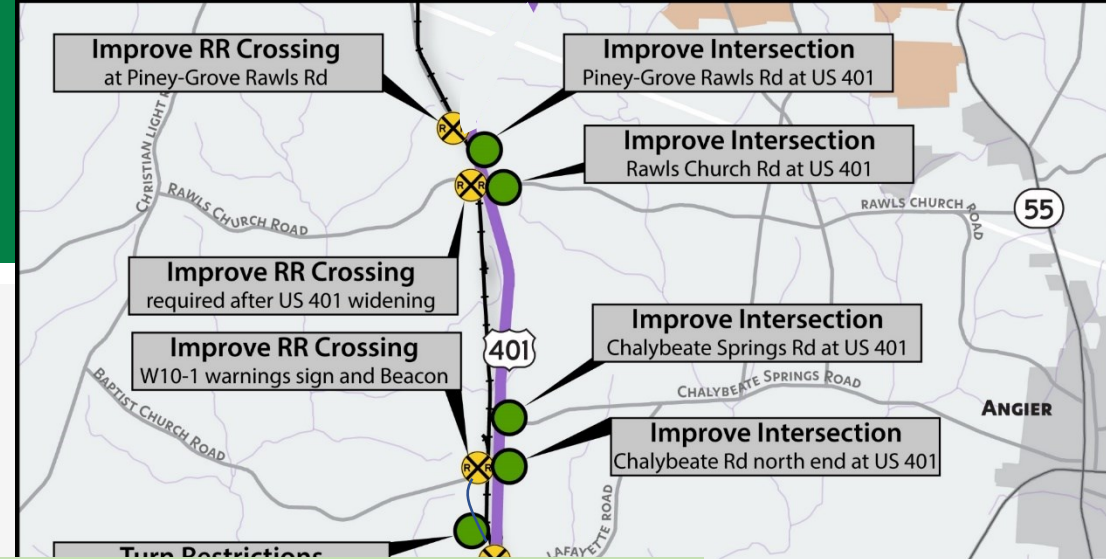 Improve RR Crossing
at Piney-Grove Rawls Rd
Improve Intersection
Piney-Grove Rawls Rd at US 401
Improve Intersection
Rawls Church Rd at US 401
CHRISTIAN LIGHT
RAWLS CHURCH ROAD
RAWLS CHURCH ROAD
55
R R
R
Improve RR Crossing
required after US 401 widening
Improve Intersection
Chalybeate Springs Rd at US 401
401
Improve RR Crossing
W10-1 warnings sign and Beacon
BAPTIST CHURCH ROAD
CHALYBEATE SPRINGS ROAD
ANGIER
Improve Intersection
Chalybeate Rd north end at US 401
R R
LAFAYETTE ROAD
Turn Restrictions